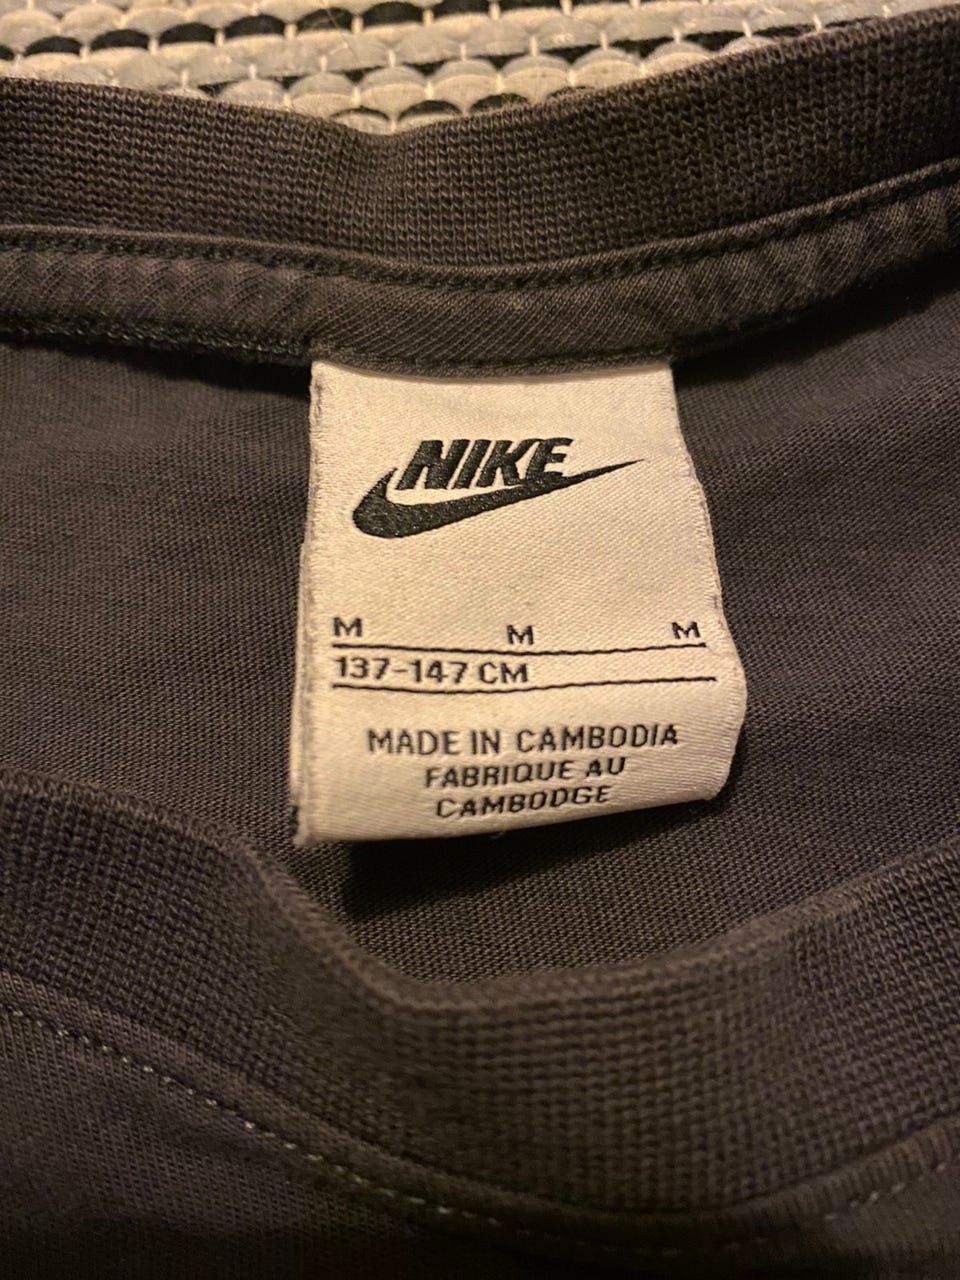 NIKE
M M M
137-147 CM
MADE IN CAMBODIA
FABRIQUE AU
CAMBODGE